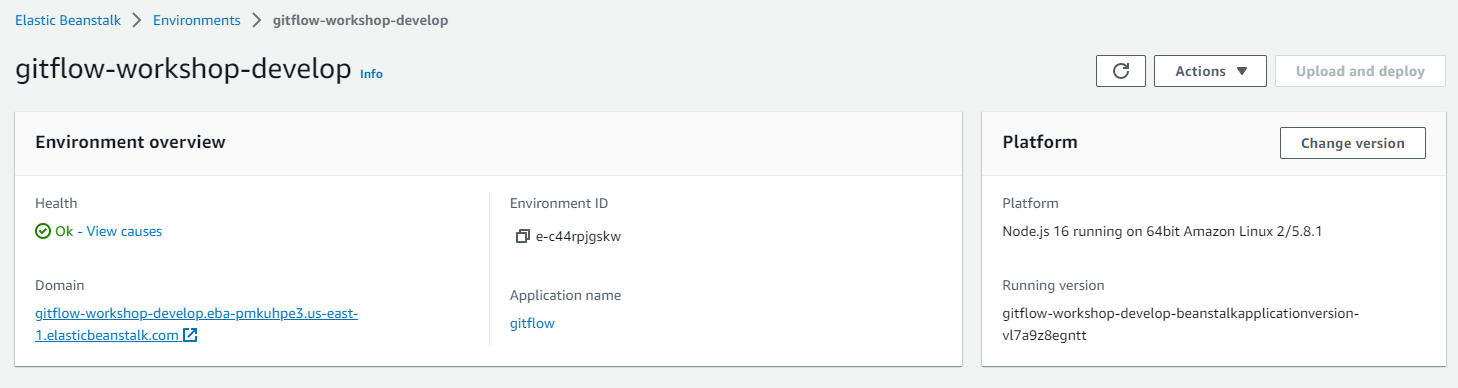 Elastic Beanstalk > Environments > gitflow-workshop-develop
gitflow-workshop-develop Info
Actions Upload and deploy
Environment overview
Health
Ok - View causes
Domain
gitflow-workshop-develop.eba-pmkuhpe3.us-east-
1.elasticbeanstalk.com
Environment ID
e-c44rpjgskw
Application name
gitflow
Platform
Change version
Platform
Node.js 16 running on 64bit Amazon Linux 2/5.8.1
Running version
gitflow-workshop-develop-beanstalkapplicationversion-
vl7a9z8egntt